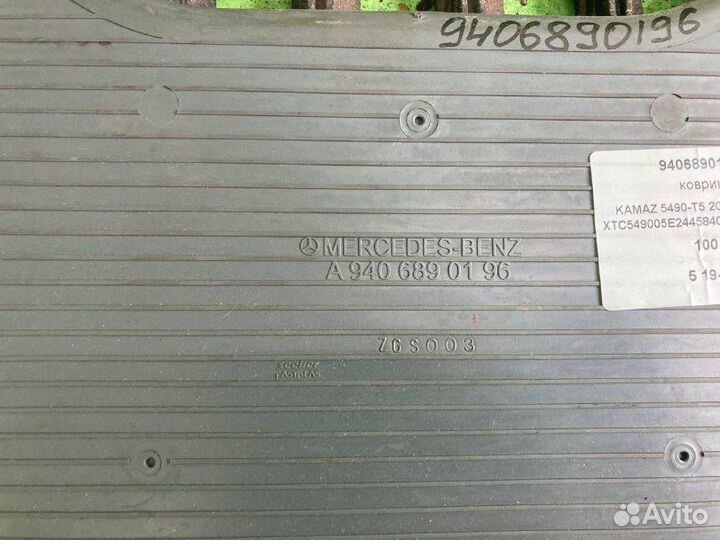 9406890196
MERCEDES-BENZ
A 940 689 01 96
Z6S003
94068901
коврик
KAMAZ 5490-T5 20
XTC549005E2445840
100
5 19-
Avito